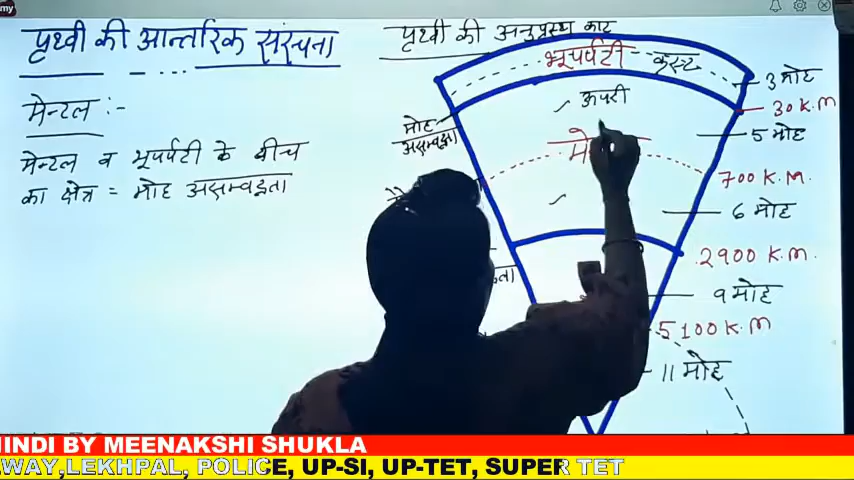 my
पृथ्वी की आन्तरिक संरचना
मेन्टल :-
मेन्टल व भूपर्पटी के बीच
का क्षेत्र = मोह असम्बद्धता
पृथ्वी की अनुप्रस्थ काट
भूपर्पटी क्रस्ट
3 मोह
ऊपरी
30 K.m
मोह
असम्बद्धता
5 मोह
700 K.m.
6 मोह
2900 K.m.
9 मोह
5100 K.m
11 मोह
HINDI BY MEENAKSHI SHUKLA
WAY,LEKHPAL, POLICE, UP-SI, UP-TET, SUPER TET